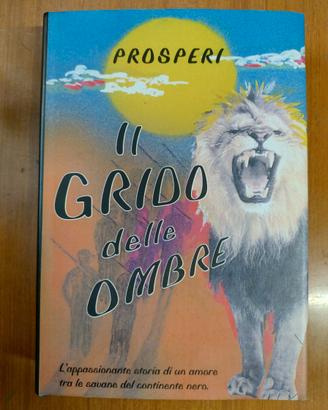 PROSPERI
Il
GRIDO
delle
OMBRE
L'appassionante storia di un amore
tra le savane del continente nero.